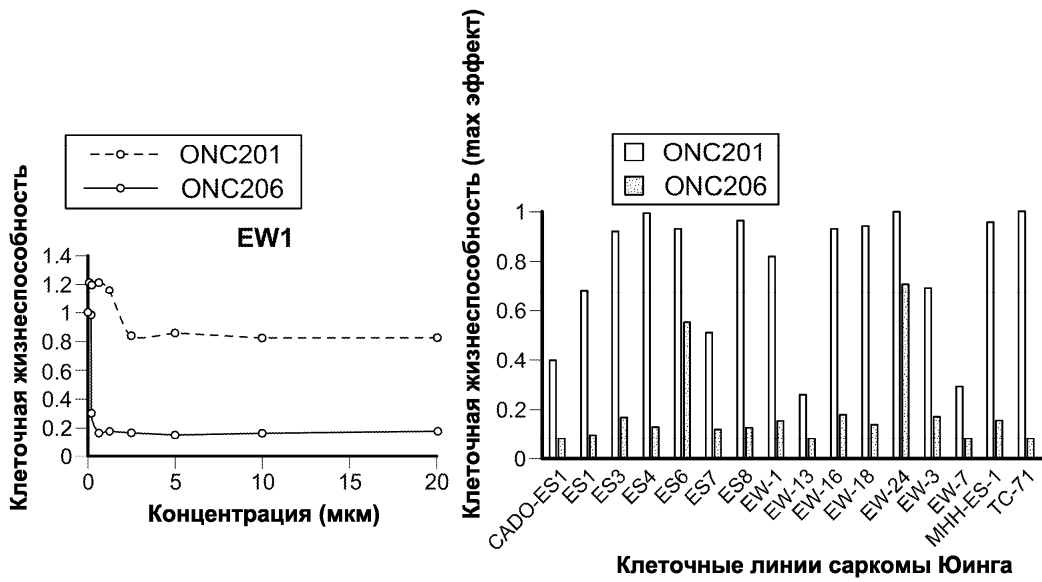 ONC201
ONC206
EW1
Клеточная жизнеспособность
1.4
1.2
1
0.8
0.6
0.4
0.2
0
0
5
10
15
20
Концентрация (мкм)
Клеточная жизнеспособность (max эффект)
ONC201
ONC206
1
0.8
0.6
0.4
0.2
0
CADO-ES1
ES1
ES3
ES4
ES6
ES7
ES8
EW-1
EW-13
EW-16
EW-18
EW-24
EW-3
EW-7
MHH-ES-1
TC-71
Клеточные линии саркомы Юинга